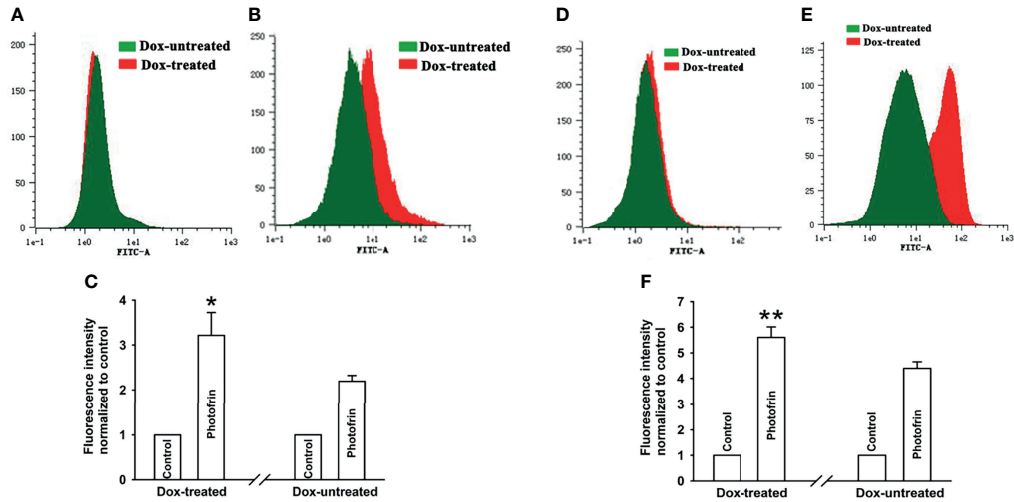 A
B
D
E
Dox-untreated
Dox-treated
200
150
100
50
0
1e-1
1e0
1e1
1e2
1e3
FITC-A
Dox-untreated
Dox-treated
250
200
150
100
50
0
1e-1
1e0
1e1
1e2
1e3
FITC-A
Dox-untreated
Dox-treated
250
200
150
100
50
0
1e-1
1e0
1e1
1e2
FITC-A
Dox-untreated
Dox-treated
125
100
75
50
25
0
1e-1
1e0
1e1
1e2
1e3
FITC-A
C
Fluorescence intensity
normalized to control
4
3
2
1
0
*
Control
Photofrin
Control
Photofrin
Dox-treated
Dox-untreated
F
Fluorescence intensity
normalized to control
7
6
5
4
3
2
1
0
**
Control
Photofrin
Control
Photofrin
Dox-treated
Dox-untreated